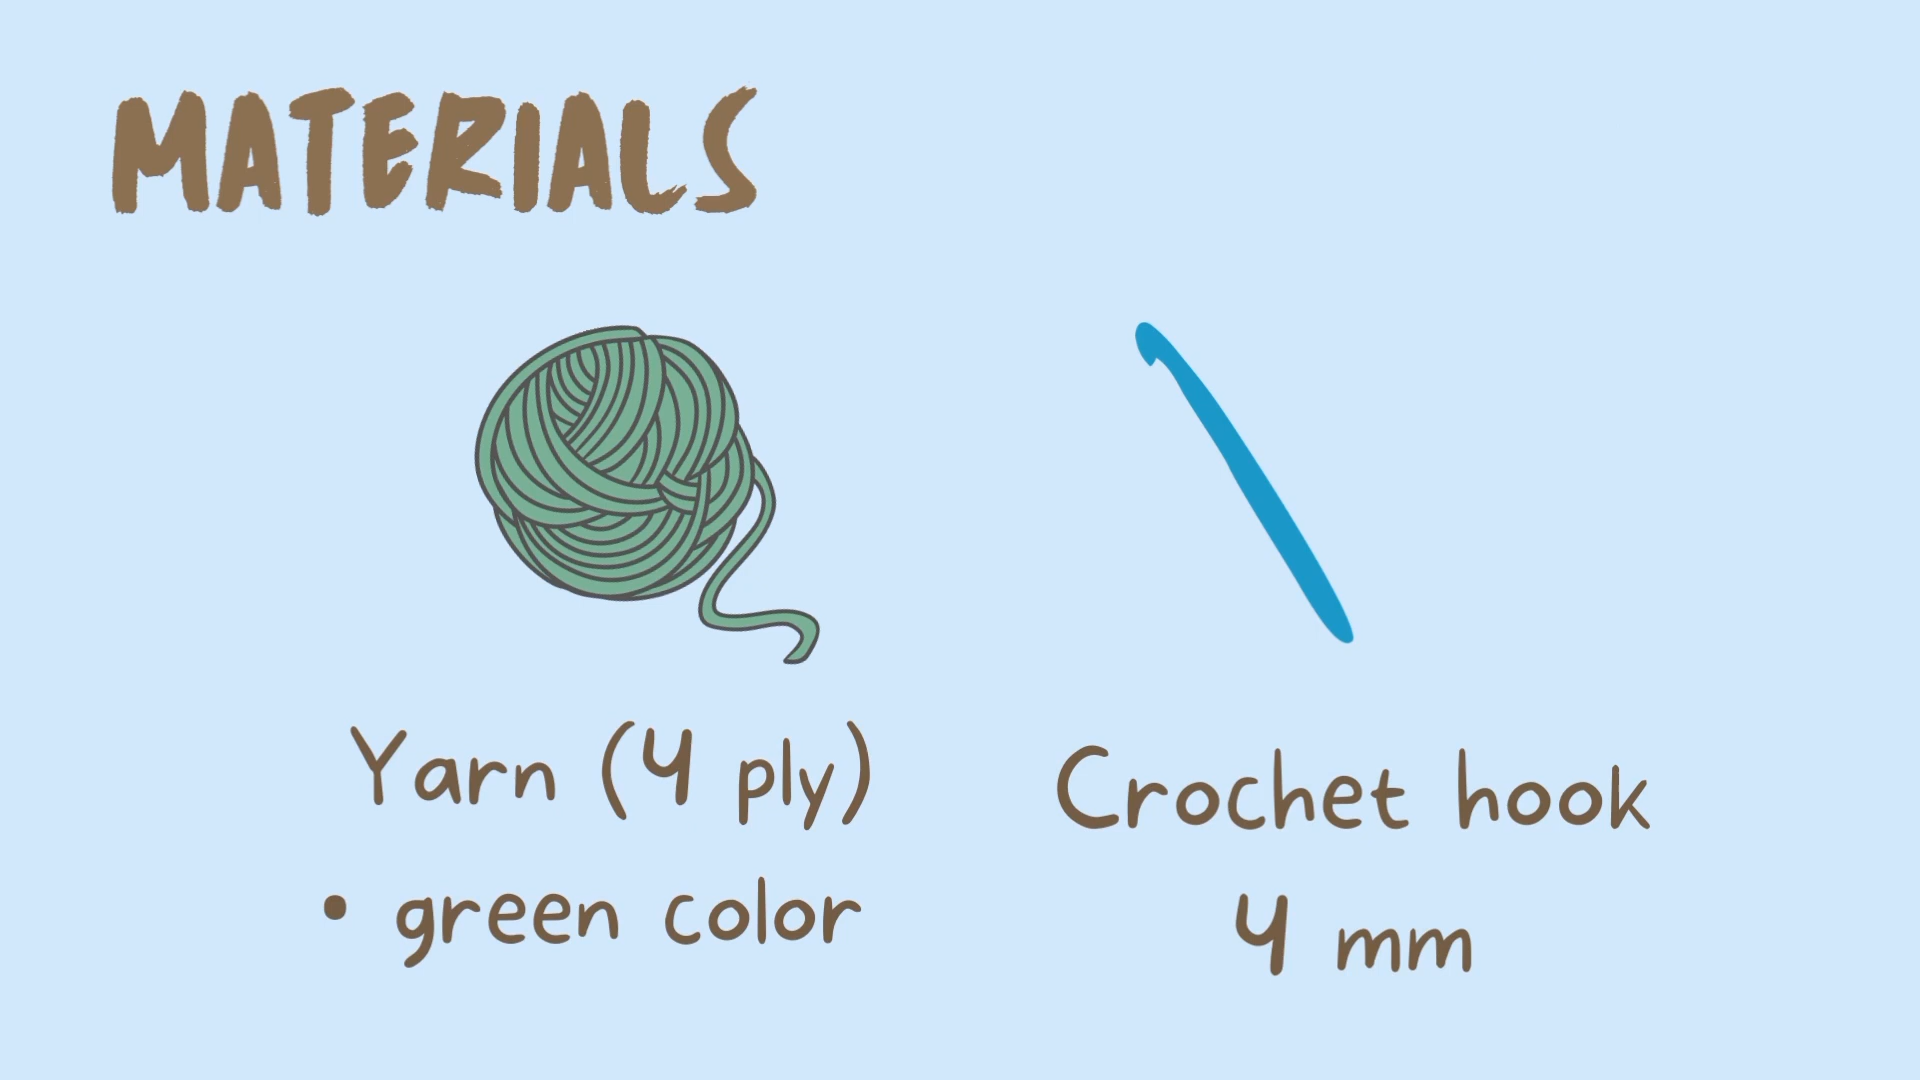 MATERIALS
Yarn (4 ply)
• green color
Crochet hook
4 mm